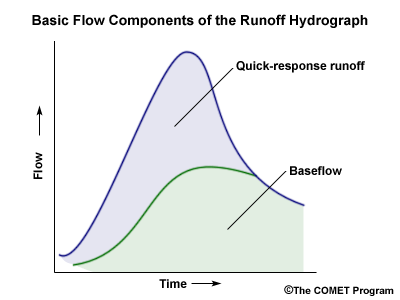 Basic Flow Components of the Runoff Hydrograph
Quick-response runoff
Baseflow
Flow
Time
©The COMET Program